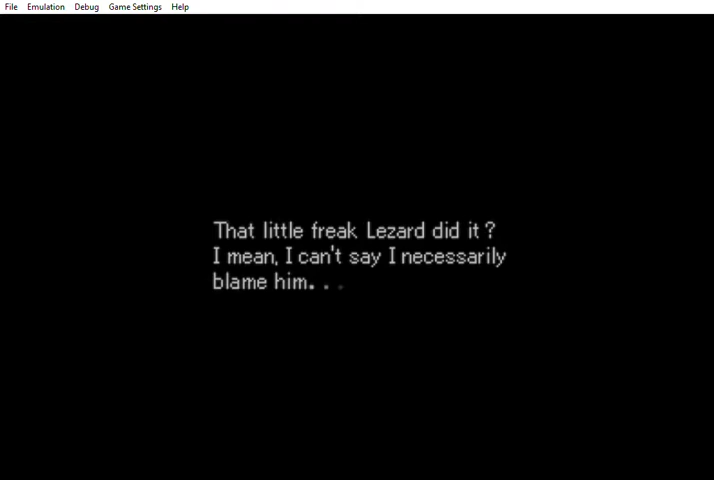 File Emulation Debug Game Settings Help
That little freak Lezard did it?
I mean, I can't say I necessarily
blame him...